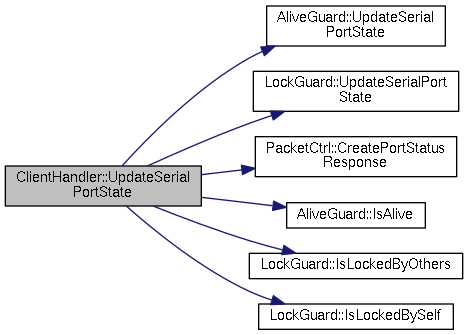 AliveGuard::UpdateSerial
PortState
LockGuard::UpdateSerialPort
State
PacketCtrl::CreatePortStatus
Response
ClientHandler::UpdateSerial
PortState
AliveGuard::IsAlive
LockGuard::IsLockedByOthers
LockGuard::IsLockedBySelf